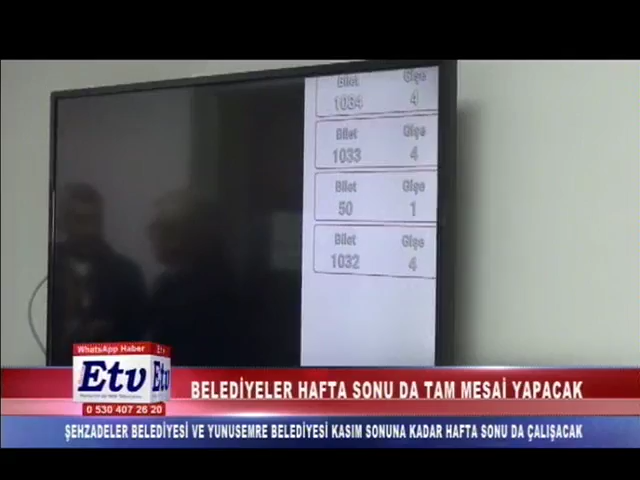 Bilet Gişe
1034 4
Bilet Gişe
1033 4
Bilet Gişe
50 1
Bilet Gişe
1032 4
WhatsApp Haber Etv
Etv Etv
0 530 407 26 20
BELEDİYELER HAFTA SONU DA TAM MESAİ YAPACAK
ŞEHZADELER BELEDİYESİ VE YUNUSEMRE BELEDİYESİ KASIM SONUNA KADAR HAFTA SONU DA ÇALIŞACAK